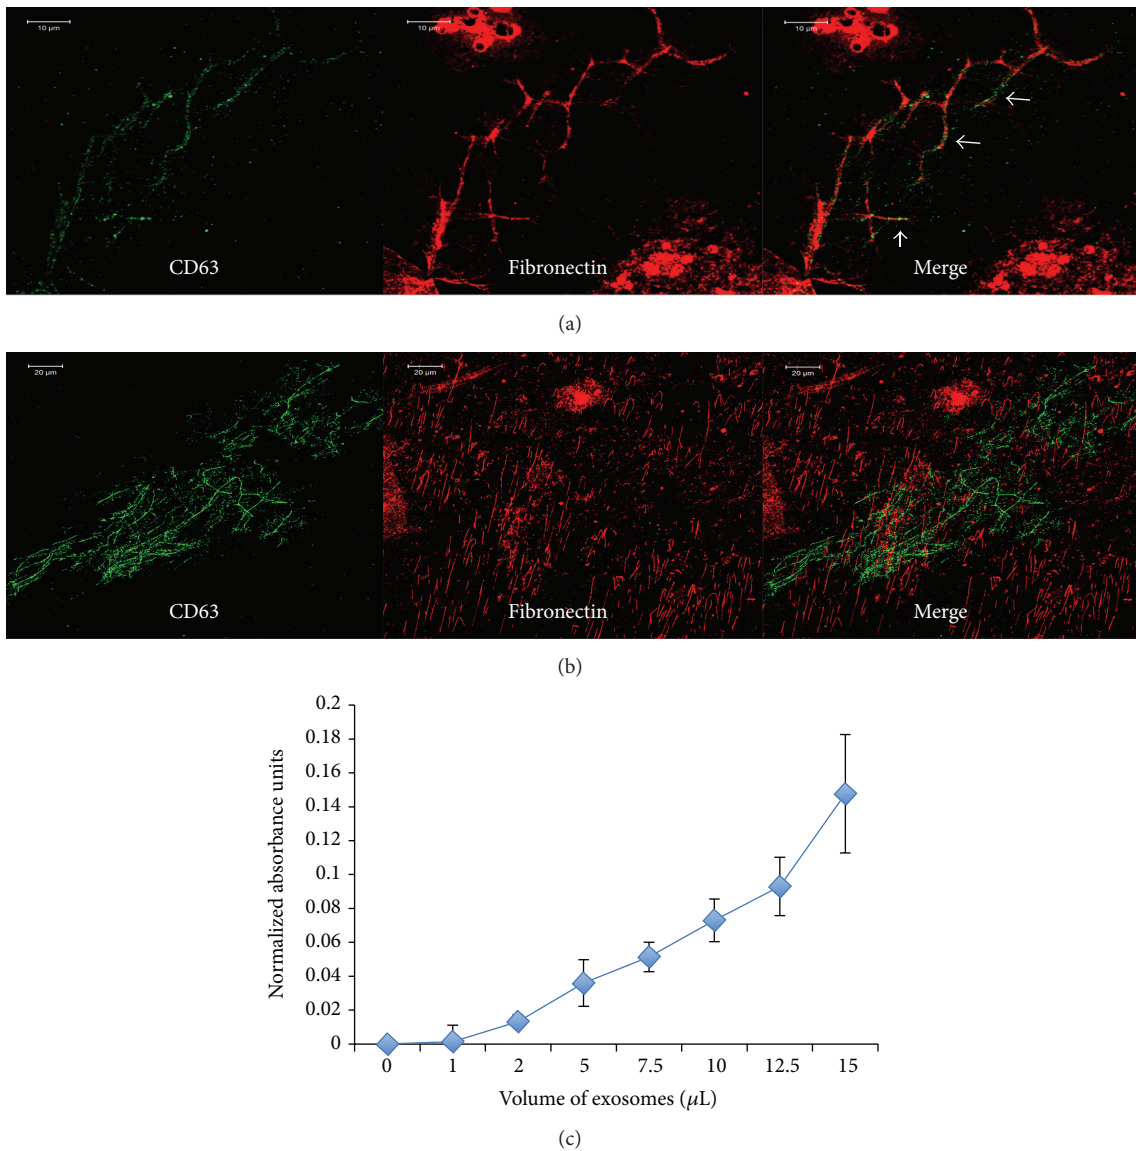 10 μm
10 μm
10 μm
CD63
Fibronectin
Merge
(a)
20 μm
20 μm
20 μm
CD63
Fibronectin
Merge
(b)
0.2
0.18
0.16
0.14
0.12
0.1
0.08
0.06
0.04
0.02
0
Normalized absorbance units
0 1 2 5 7.5 10 12.5 15
Volume of exosomes (μL)
(c)